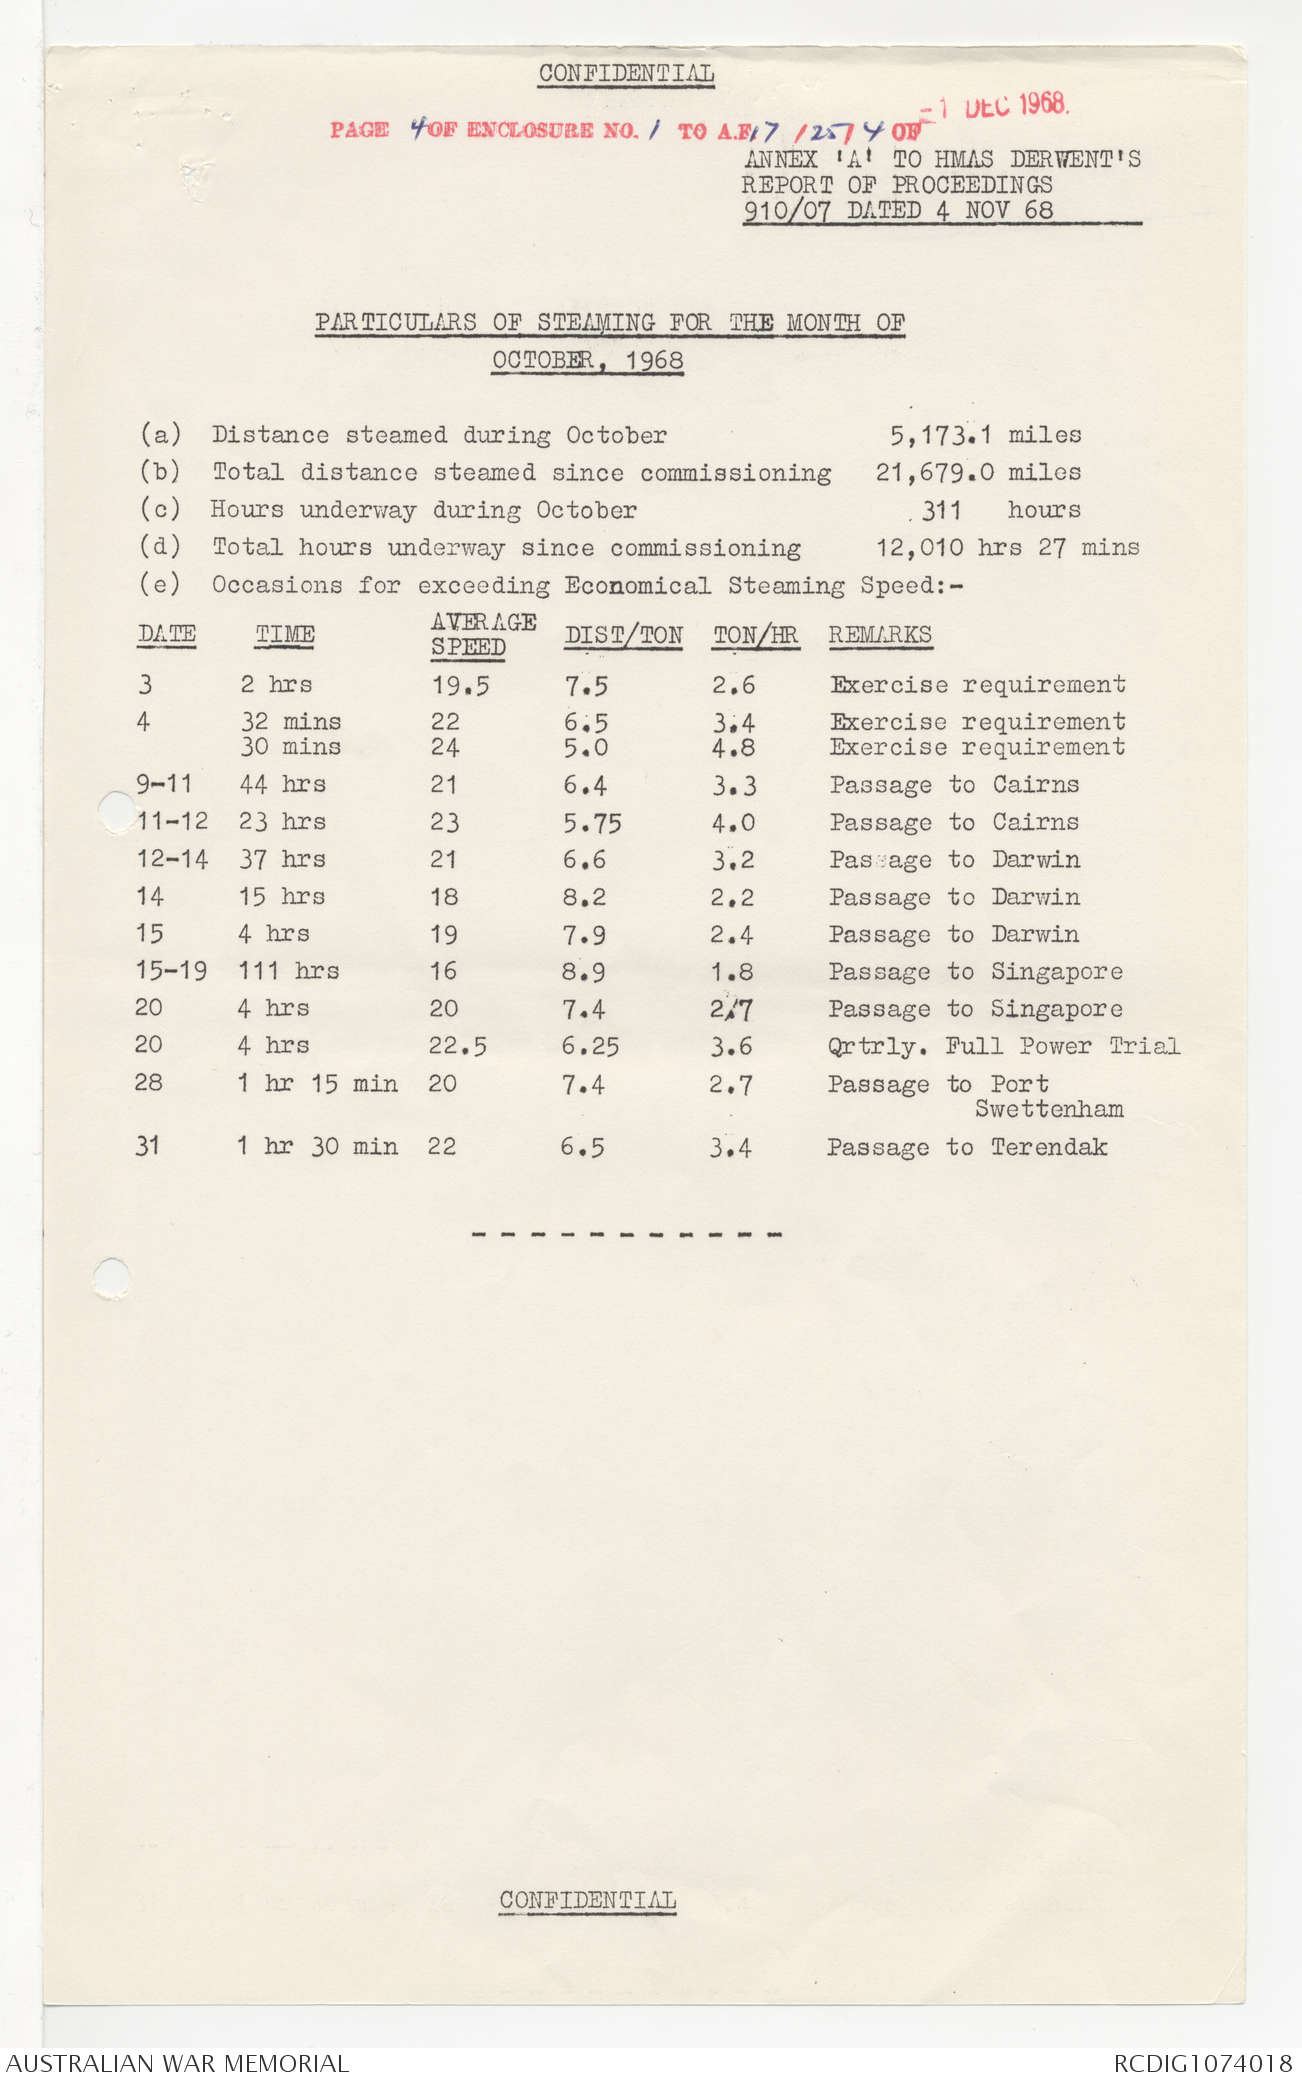 CONFIDENTIAL
-1 DEC 1968.
PAGE 4 OF ENCLOSURE NO. 1 TO A.F. 17 /25/4 OF
ANNEX 'A' TO HMAS DERWENT'S
REPORT OF PROCEEDINGS
910/07 DATED 4 NOV 68
PARTICULARS OF STEAMING FOR THE MONTH OF
OCTOBER, 1968
(a) Distance steamed during October 5,173.1 miles
(b) Total distance steamed since commissioning 21,679.0 miles
(c) Hours underway during October 311 hours
(d) Total hours underway since commissioning 12,010 hrs 27 mins
(e) Occasions for exceeding Economical Steaming Speed:-
DATE TIME AVERAGE SPEED DIST/TON TON/HR REMARKS
3 2 hrs 19.5 7.5 2.6 Exercise requirement
4 32 mins 22 6.5 3.4 Exercise requirement
30 mins 24 5.0 4.8 Exercise requirement
9-11 44 hrs 21 6.4 3.3 Passage to Cairns
11-12 23 hrs 23 5.75 4.0 Passage to Cairns
12-14 37 hrs 21 6.6 3.2 Passage to Darwin
14 15 hrs 18 8.2 2.2 Passage to Darwin
15 4 hrs 19 7.9 2.4 Passage to Darwin
15-19 111 hrs 16 8.9 1.8 Passage to Singapore
20 4 hrs 20 7.4 2.7 Passage to Singapore
20 4 hrs 22.5 6.25 3.6 Qrtrly. Full Power Trial
28 1 hr 15 min 20 7.4 2.7 Passage to Port
Swettenham
31 1 hr 30 min 22 6.5 3.4 Passage to Terendak
- - - - - - - - - - -
CONFIDENTIAL
AUSTRALIAN WAR MEMORIAL RCDIG1074018